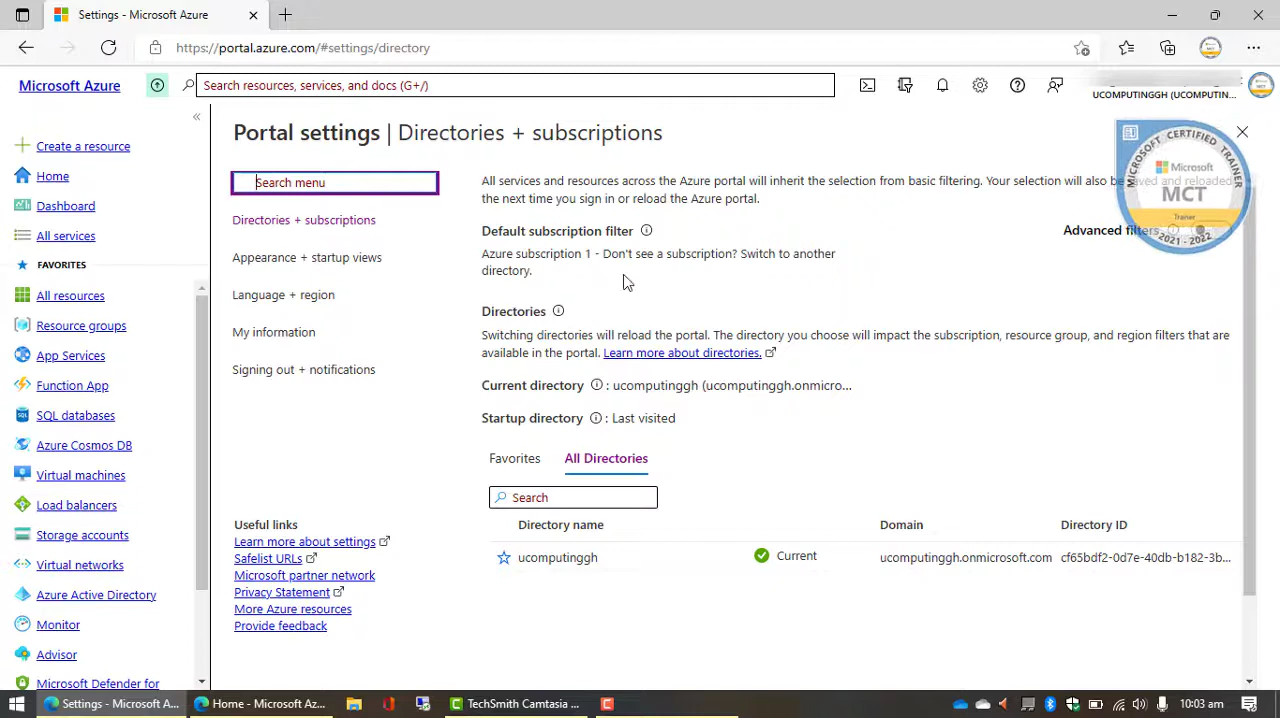 Settings - Microsoft Azure
https://portal.azure.com/#settings/directory
Microsoft Azure
Search resources, services, and docs (G+/)
UCOMPUTINGGH (UCOMPUTIN...
Create a resource
Home
Dashboard
All services
FAVORITES
All resources
Resource groups
App Services
Function App
SQL databases
Azure Cosmos DB
Virtual machines
Load balancers
Storage accounts
Virtual networks
Azure Active Directory
Monitor
Advisor
Microsoft Defender for
Portal settings | Directories + subscriptions
Search menu
Directories + subscriptions
Appearance + startup views
Language + region
My information
Signing out + notifications
Useful links
Learn more about settings
Safelist URLs
Microsoft partner network
Privacy Statement
More Azure resources
Provide feedback
All services and resources across the Azure portal will inherit the selection from basic filtering. Your selection will also be saved and reloaded
the next time you sign in or reload the Azure portal.
Default subscription filter
Advanced filters
Azure subscription 1 - Don't see a subscription? Switch to another
directory.
Directories
Switching directories will reload the portal. The directory you choose will impact the subscription, resource group, and region filters that are
available in the portal. Learn more about directories.
Current directory : ucomputinggh (ucomputinggh.onmicro...
Startup directory : Last visited
Favorites All Directories
Search
Directory name Domain Directory ID
ucomputinggh Current ucomputinggh.onmicrosoft.com cf65bdf2-0d7e-40db-b182-3b...
MICROSOFT CERTIFIED TRAINER
Microsoft
MCT
Trainer
2021 - 2022
Settings - Microsoft A...
Home - Microsoft Az...
TechSmith Camtasia ...
10:03 am